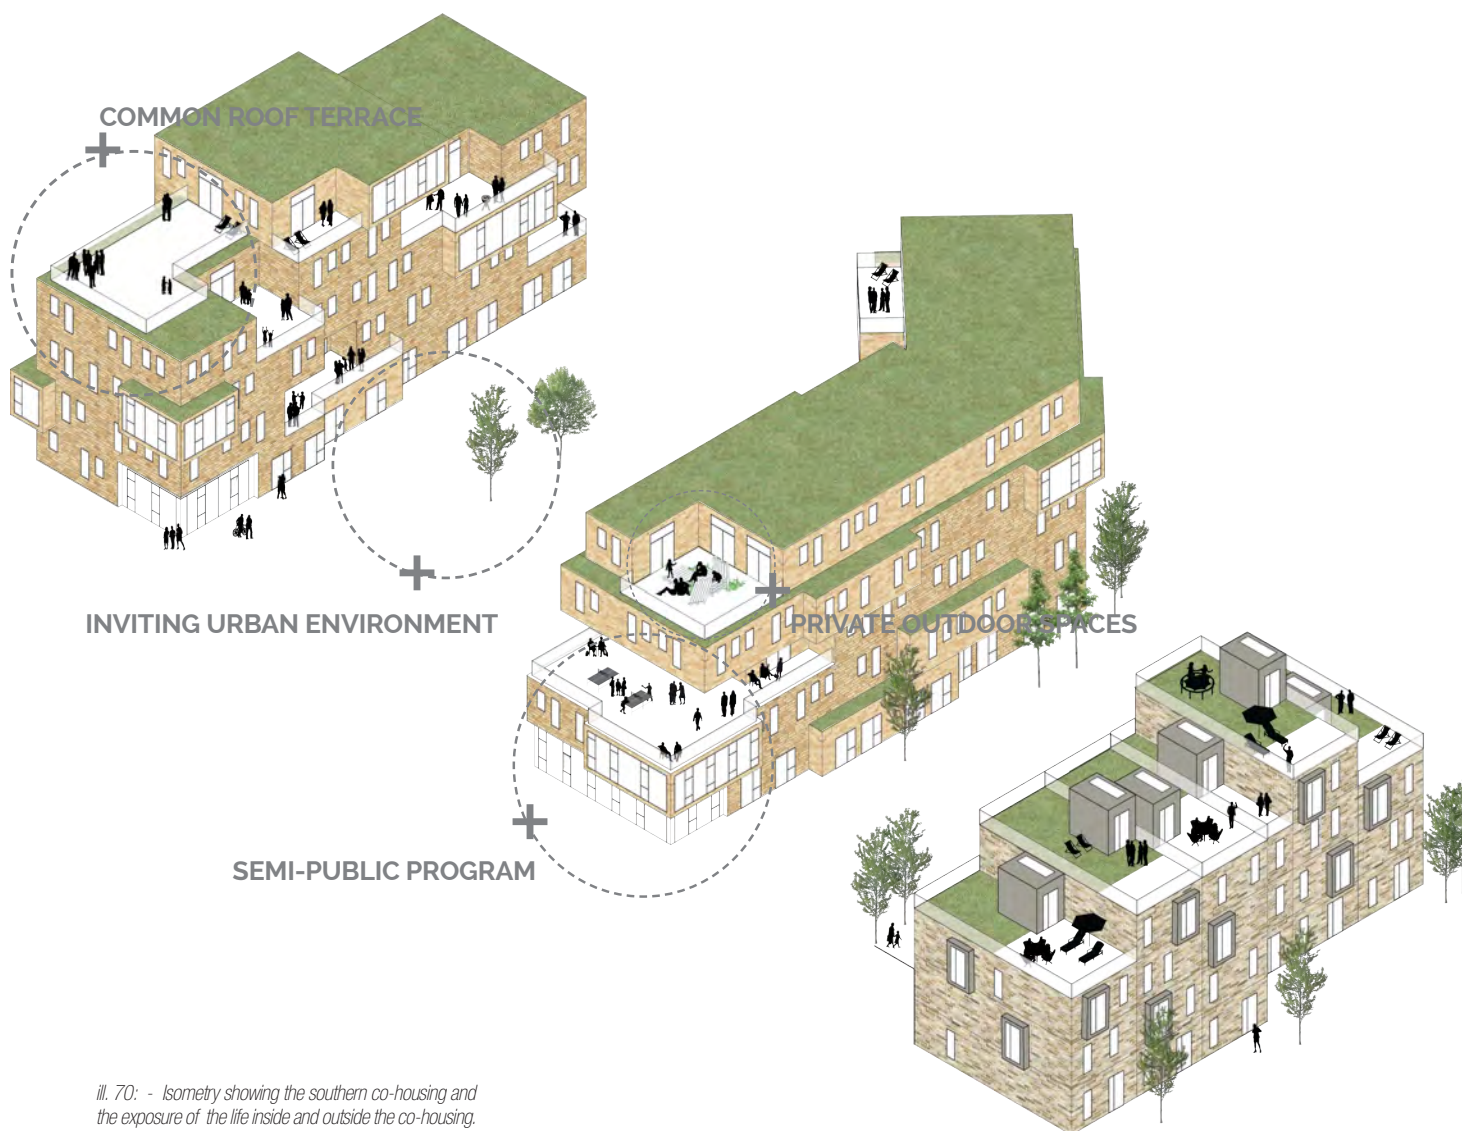 COMMON ROOF TERRACE
INVITING URBAN ENVIRONMENT
PRIVATE OUTDOOR SPACES
SEMI-PUBLIC PROGRAM
ill. 70: - Isometry showing the southern co-housing and
the exposure of the life inside and outside the co-housing.